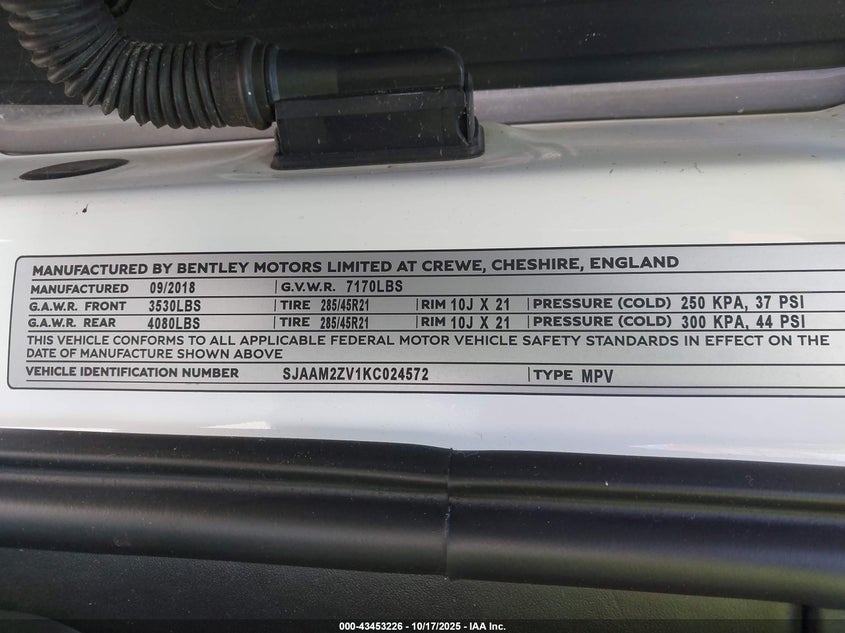 MANUFACTURED BY BENTLEY MOTORS LIMITED AT CREWE, CHESHIRE, ENGLAND
MANUFACTURED 09/2018 G.V.W.R. 7170LBS
G.A.W.R. FRONT 3530LBS TIRE 285/45R21 RIM 10J X 21 PRESSURE (COLD) 250 KPA, 37 PSI
G.A.W.R. REAR 4080LBS TIRE 285/45R21 RIM 10J X 21 PRESSURE (COLD) 300 KPA, 44 PSI
THIS VEHICLE CONFORMS TO ALL APPLICABLE FEDERAL MOTOR VEHICLE SAFETY STANDARDS IN EFFECT ON THE
DATE OF MANUFACTURE SHOWN ABOVE
VEHICLE IDENTIFICATION NUMBER SJAAM2ZV1KC024572 TYPE MPV
000-43453226 - 10/17/2025 - IAA Inc.